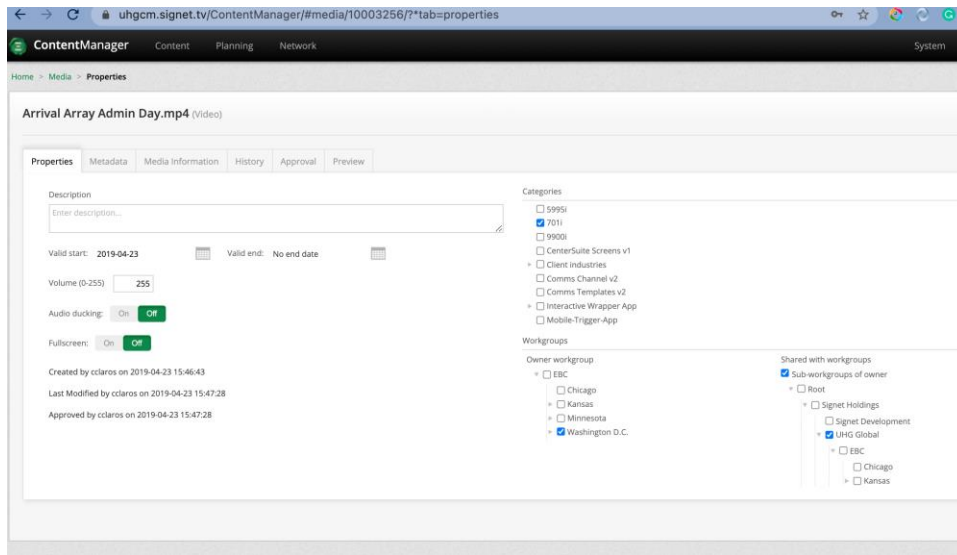 uhgcm.signet.tv/ContentManager/#media/10003256/?*tab=properties
ContentManager Content Planning Network System
Home > Media > Properties
Arrival Array Admin Day.mp4 (Video)
Properties Metadata Media Information History Approval Preview
Description
Enter description...
Valid start: 2019-04-23 Valid end: No end date
Volume (0-255) 255
Audio ducking: On Off
Fullscreen: On Off
Created by cclaros on 2019-04-23 15:46:43
Last Modified by cclaros on 2019-04-23 15:47:28
Approved by cclaros on 2019-04-23 15:47:28
Categories
5995i
701i
9900i
CenterSuite Screens v1
Client industries
Comms Channel v2
Comms Templates v2
Interactive Wrapper App
Mobile-Trigger-App
Workgroups
Owner workgroup
EBC
Chicago
Kansas
Minnesota
Washington D.C.
Shared with workgroups
Sub-workgroups of owner
Root
Signet Holdings
Signet Development
UHG Global
EBC
Chicago
Kansas